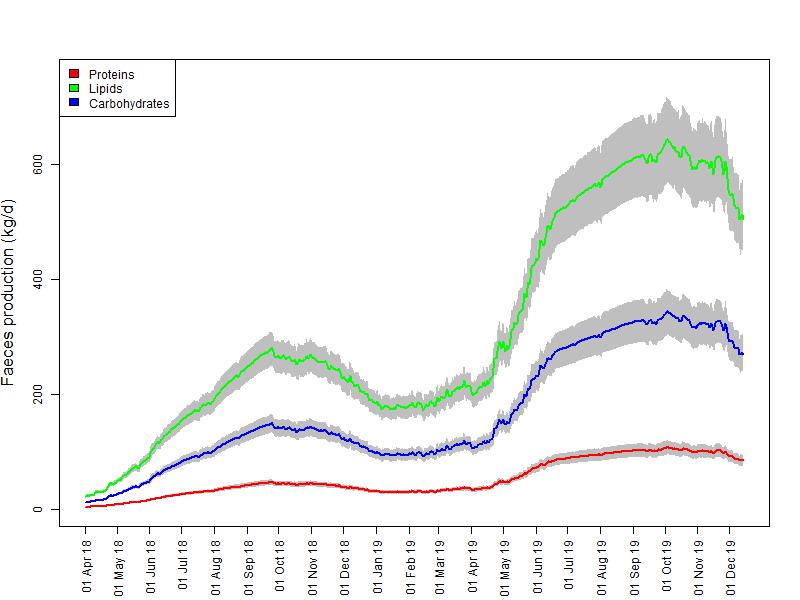 Proteins
Lipids
Carbohydrates
Faeces production (kg/d)
600
400
200
0
01 Apr 18
01 May 18
01 Jun 18
01 Jul 18
01 Aug 18
01 Sep 18
01 Oct 18
01 Nov 18
01 Dec 18
01 Jan 19
01 Feb 19
01 Mar 19
01 Apr 19
01 May 19
01 Jun 19
01 Jul 19
01 Aug 19
01 Sep 19
01 Oct 19
01 Nov 19
01 Dec 19